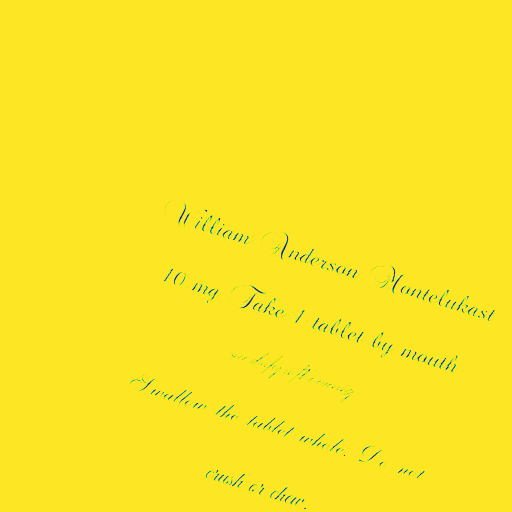 William Anderson Montelukast
10 mg Take 1 tablet by mouth
Swallow the tablet whole. Do not
crush or chew.